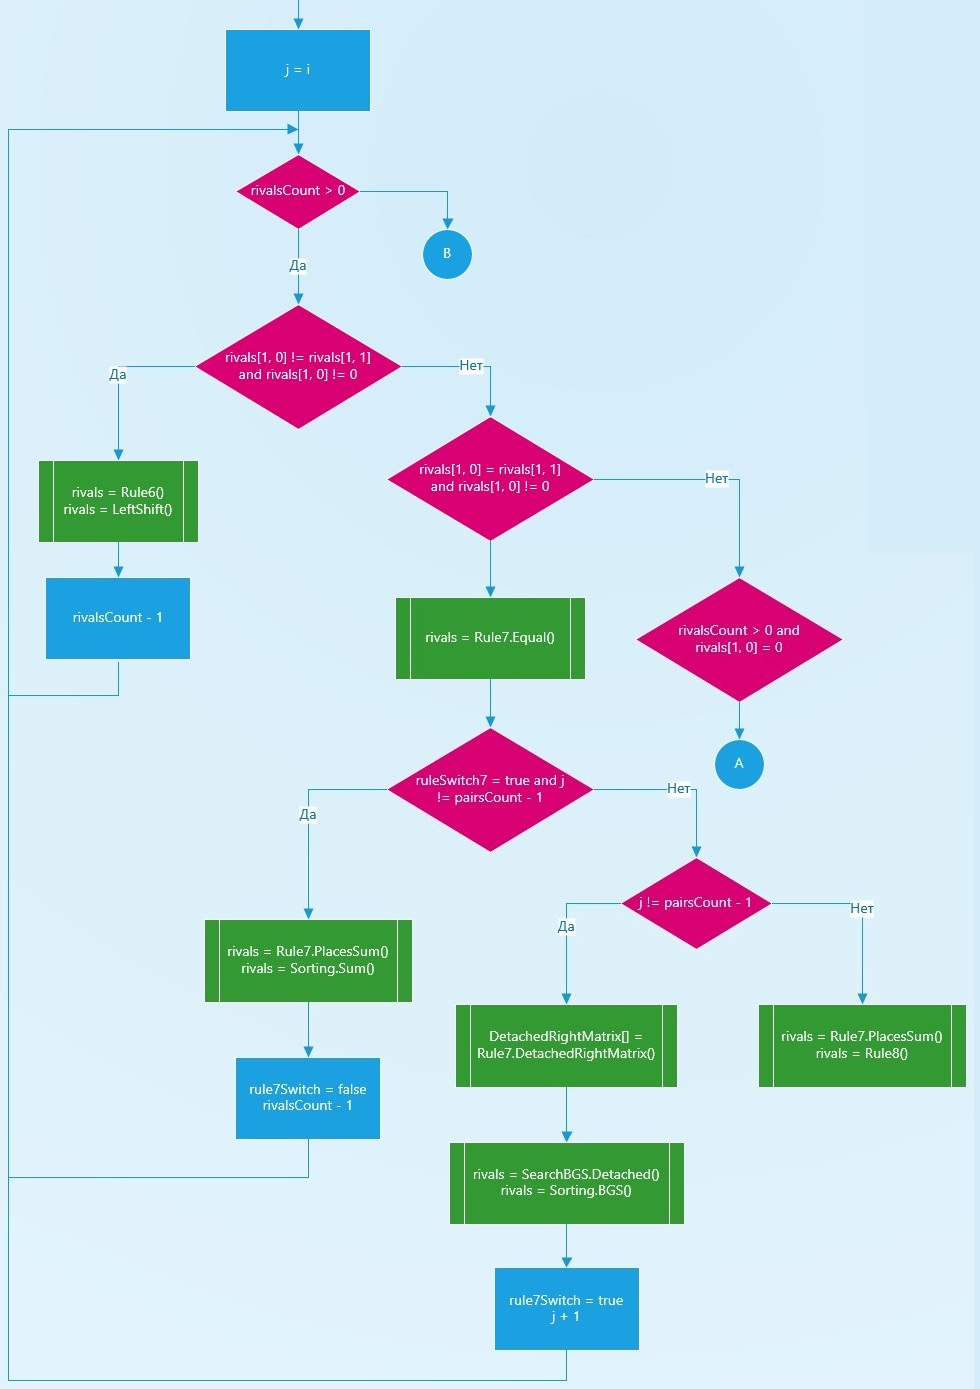 j = i
rivalsCount > 0
B
Да
rivals[1, 0] != rivals[1, 1]
and rivals[1, 0] != 0
Да
Нет
rivals = Rule6()
rivals = LeftShift()
rivals[1, 0] = rivals[1, 1]
and rivals[1, 0] != 0
Нет
rivalsCount - 1
rivals = Rule7.Equal()
rivalsCount > 0 and
rivals[1, 0] = 0
A
ruleSwitch7 = true and j
!= pairsCount - 1
Да
Нет
j != pairsCount - 1
Да
Нет
rivals = Rule7.PlacesSum()
rivals = Sorting.Sum()
DetachedRightMatrix[] =
Rule7.DetachedRightMatrix()
rivals = Rule7.PlacesSum()
rivals = Rule8()
rule7Switch = false
rivalsCount - 1
rivals = SearchBGS.Detached()
rivals = Sorting.BGS()
rule7Switch = true
j + 1